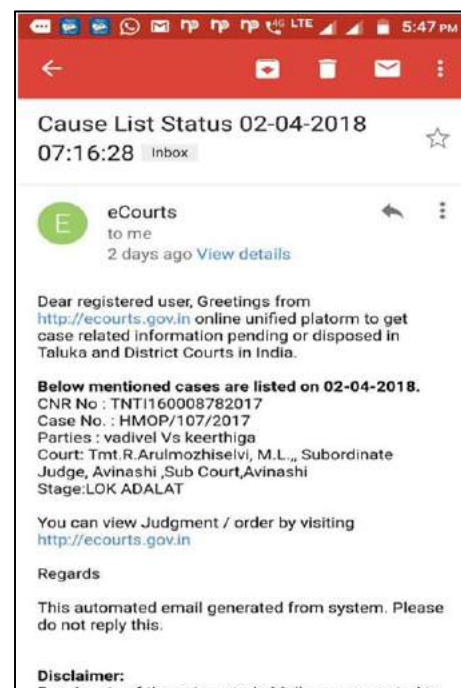 4G LTE 5:47 PM
Cause List Status 02-04-2018
07:16:28 Inbox
E eCourts
to me
2 days ago View details
Dear registered user, Greetings from
http://ecourts.gov.in online unified platorm to get
case related information pending or disposed in
Taluka and District Courts in India.
Below mentioned cases are listed on 02-04-2018.
CNR No : TNTI160008782017
Case No. : HMOP/107/2017
Parties : vadivel Vs keerthiga
Court: Tmt.R.Arulmozhiselvi, M.L.,, Subordinate
Judge, Avinashi ,Sub Court,Avinashi
Stage:LOK ADALAT
You can view Judgment / order by visiting
http://ecourts.gov.in
Regards
This automated email generated from system. Please
do not reply this.
Disclaimer: